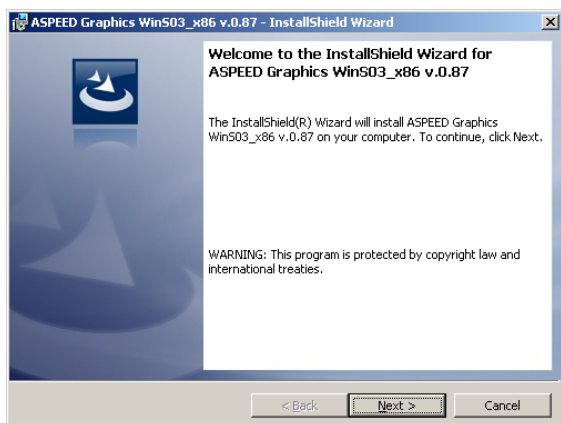 ASPEED Graphics WinS03_x86 v.0.87 - InstallShield Wizard
Welcome to the InstallShield Wizard for
ASPEED Graphics WinS03_x86 v.0.87
The InstallShield(R) Wizard will install ASPEED Graphics
WinS03_x86 v.0.87 on your computer. To continue, click Next.
WARNING: This program is protected by copyright law and
international treaties.
< Back
Next >
Cancel